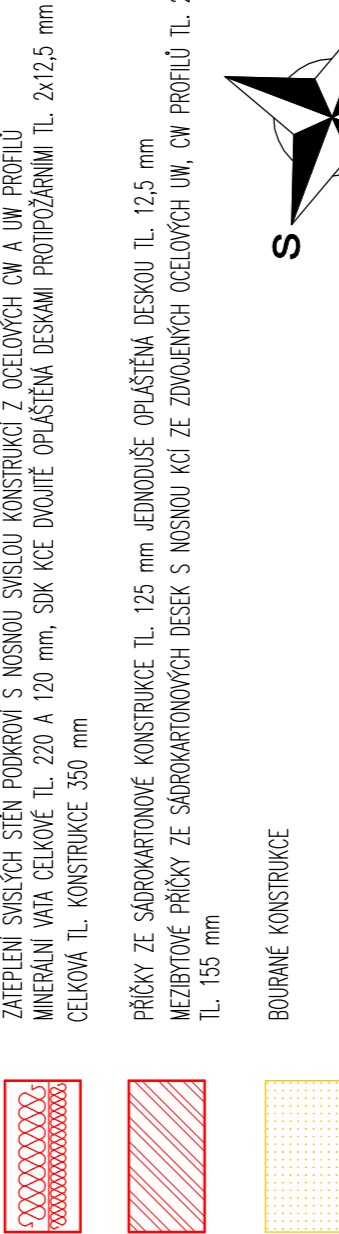 ZATEPLENÍ SVISLÝCH STĚN PODKROVÍ S NOSNOU SVISLOU KONSTRUKCÍ Z OCELOVÝCH CW A UW PROFILŮ
MINERÁLNÍ VATA CELKOVÉ TL. 220 A 120 mm, SDK KCE DVOJITĚ OPLÁŠTĚNÁ DESKAMI PROTIPOŽÁRNÍMI TL. 2x12,5 mm
CELKOVÁ TL. KONSTRUKCE 350 mm
PŘÍČKY ZE SÁDROKARTONOVÉ KONSTRUKCE TL. 125 mm JEDNODUŠE OPLÁŠTĚNÁ DESKOU TL. 12,5 mm
MEZIBYTOVÉ PŘÍČKY ZE SÁDROKARTONOVÝCH DESEK S NOSNOU KCÍ ZE ZDVOJENÝCH OCELOVÝCH UW, CW PROFILŮ TL.
TL. 155 mm
BOURANÉ KONSTRUKCE
S